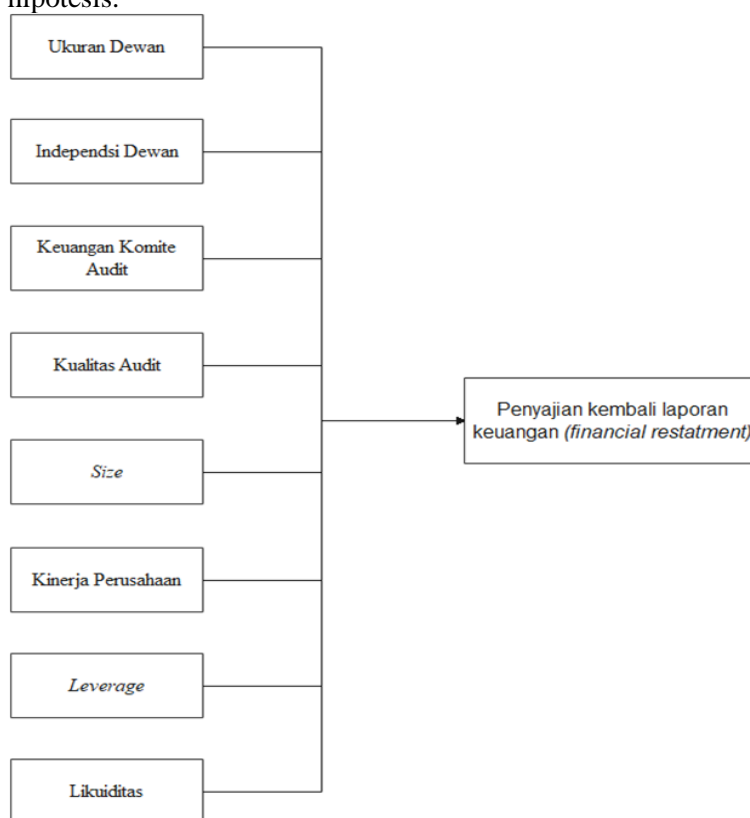 hipotesis.
Ukuran Dewan
Independsi Dewan
Keuangan Komite
Audit
Kualitas Audit
Size
Kinerja Perusahaan
Leverage
Likuiditas
Penyajian kembali laporan
keuangan (financial restatment)